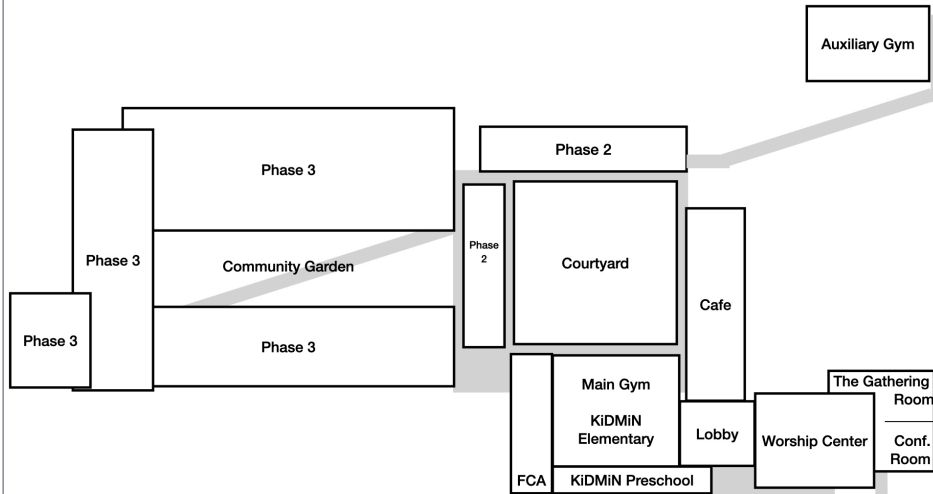 Auxiliary Gym
Phase 2
Phase 3
Phase
2
Courtyard
Phase 3
Community Garden
Cafe
Phase 3
Phase 3
Main Gym
KiDMiN
Elementary
The Gathering
Room
Lobby
Worship Center
Conf.
Room
FCA
KiDMiN Preschool